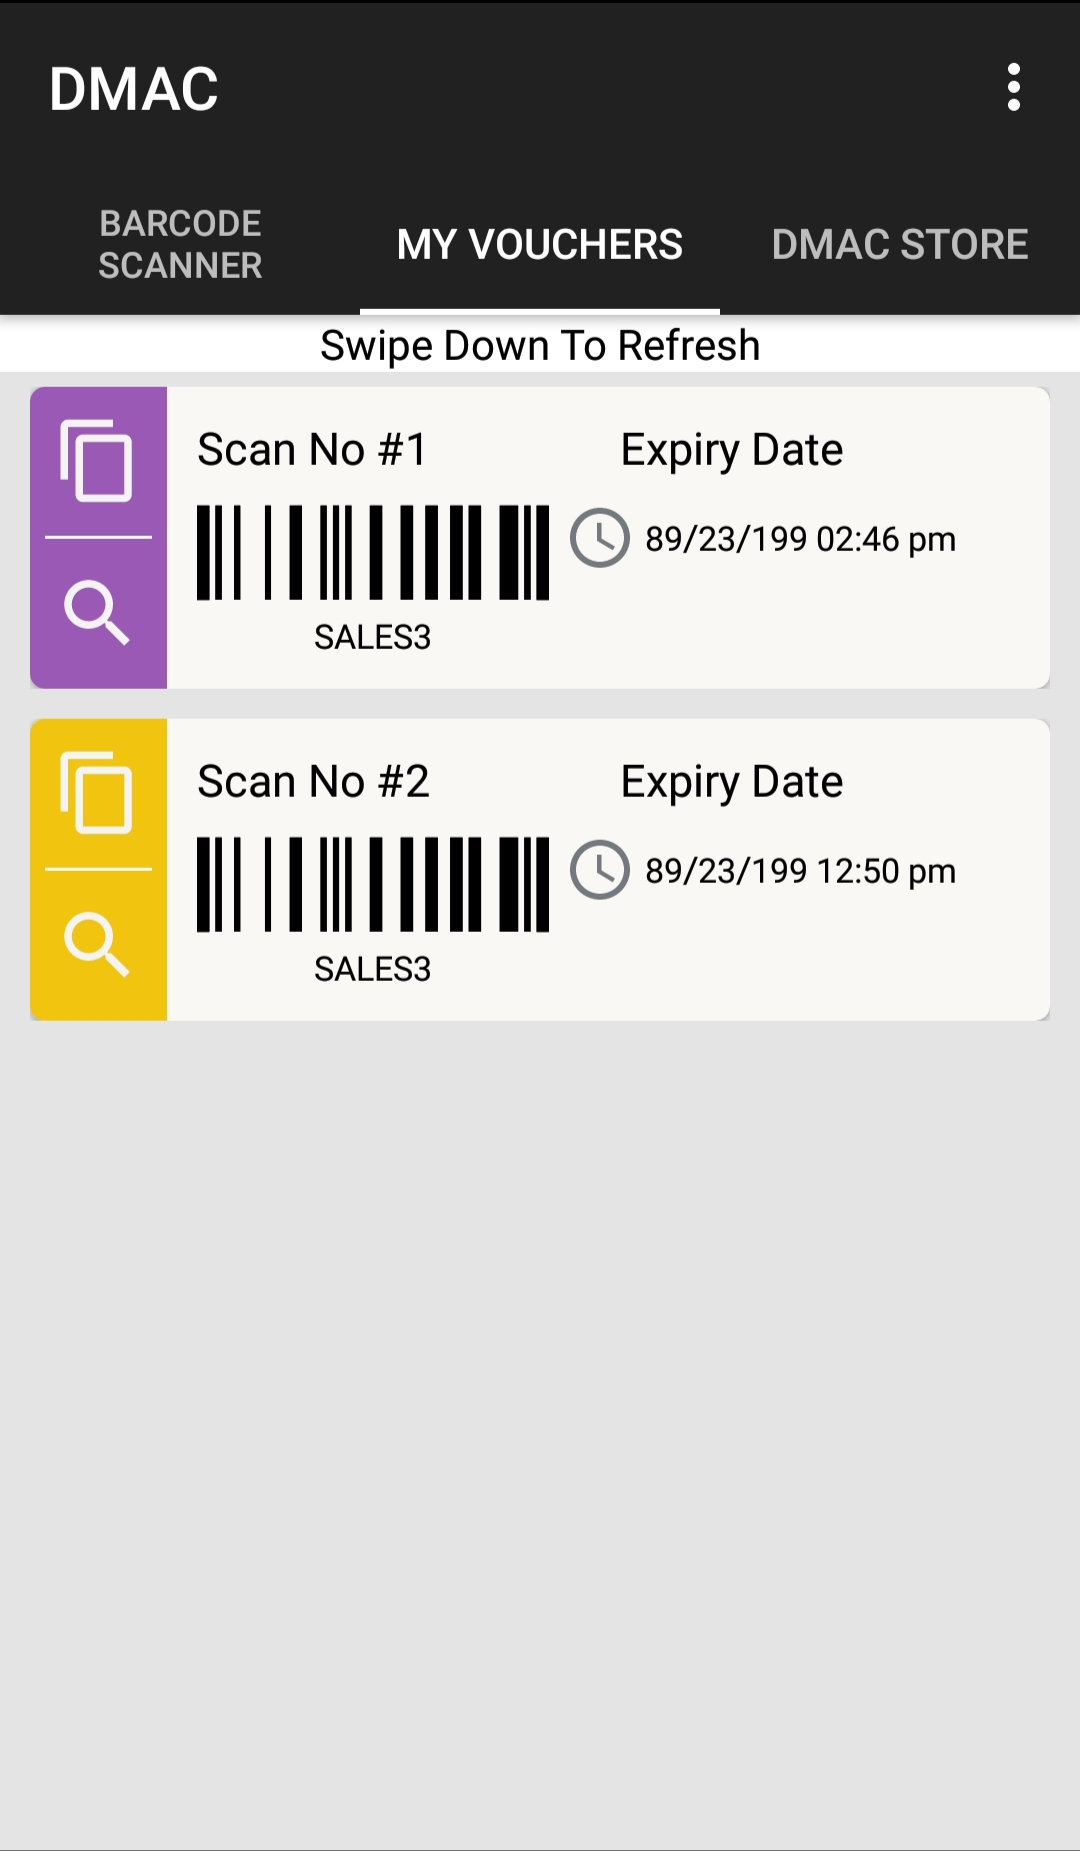 DMAC
BARCODE
SCANNER
MY VOUCHERS
DMAC STORE
Swipe Down To Refresh
Scan No #1
Expiry Date
89/23/199 02:46 pm
SALES3
Scan No #2
Expiry Date
89/23/199 12:50 pm
SALES3